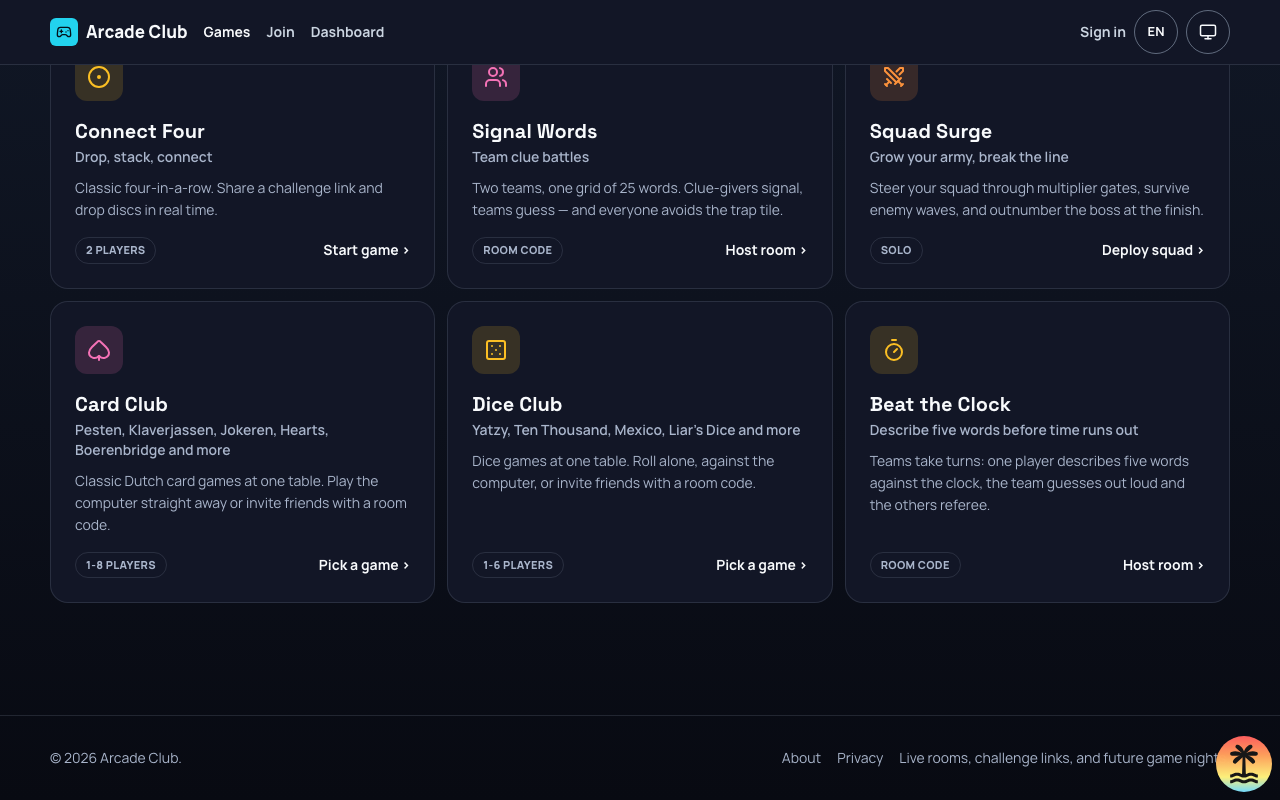 Arcade Club Games Join Dashboard Sign in EN
Connect Four
Drop, stack, connect
Classic four-in-a-row. Share a challenge link and
drop discs in real time.
2 PLAYERS Start game ›
Signal Words
Team clue battles
Two teams, one grid of 25 words. Clue-givers signal,
teams guess — and everyone avoids the trap tile.
ROOM CODE Host room ›
Squad Surge
Grow your army, break the line
Steer your squad through multiplier gates, survive
enemy waves, and outnumber the boss at the finish.
SOLO Deploy squad ›
Card Club
Pesten, Klaverjassen, Jokeren, Hearts,
Boerenbridge and more
Classic Dutch card games at one table. Play the
computer straight away or invite friends with a room
code.
1-8 PLAYERS Pick a game ›
Dice Club
Yatzy, Ten Thousand, Mexico, Liar's Dice and more
Dice games at one table. Roll alone, against the
computer, or invite friends with a room code.
1-6 PLAYERS Pick a game ›
Beat the Clock
Describe five words before time runs out
Teams take turns: one player describes five words
against the clock, the team guesses out loud and
the others referee.
ROOM CODE Host room ›
© 2026 Arcade Club. About Privacy Live rooms, challenge links, and future game night